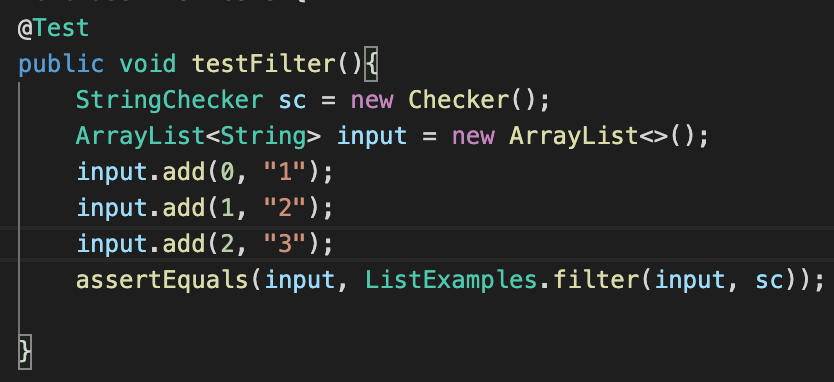 @Test
public void testFilter(){
    StringChecker sc = new Checker();
    ArrayList<String> input = new ArrayList<>();
    input.add(0, "1");
    input.add(1, "2");
    input.add(2, "3");
    assertEquals(input, ListExamples.filter(input, sc));
}